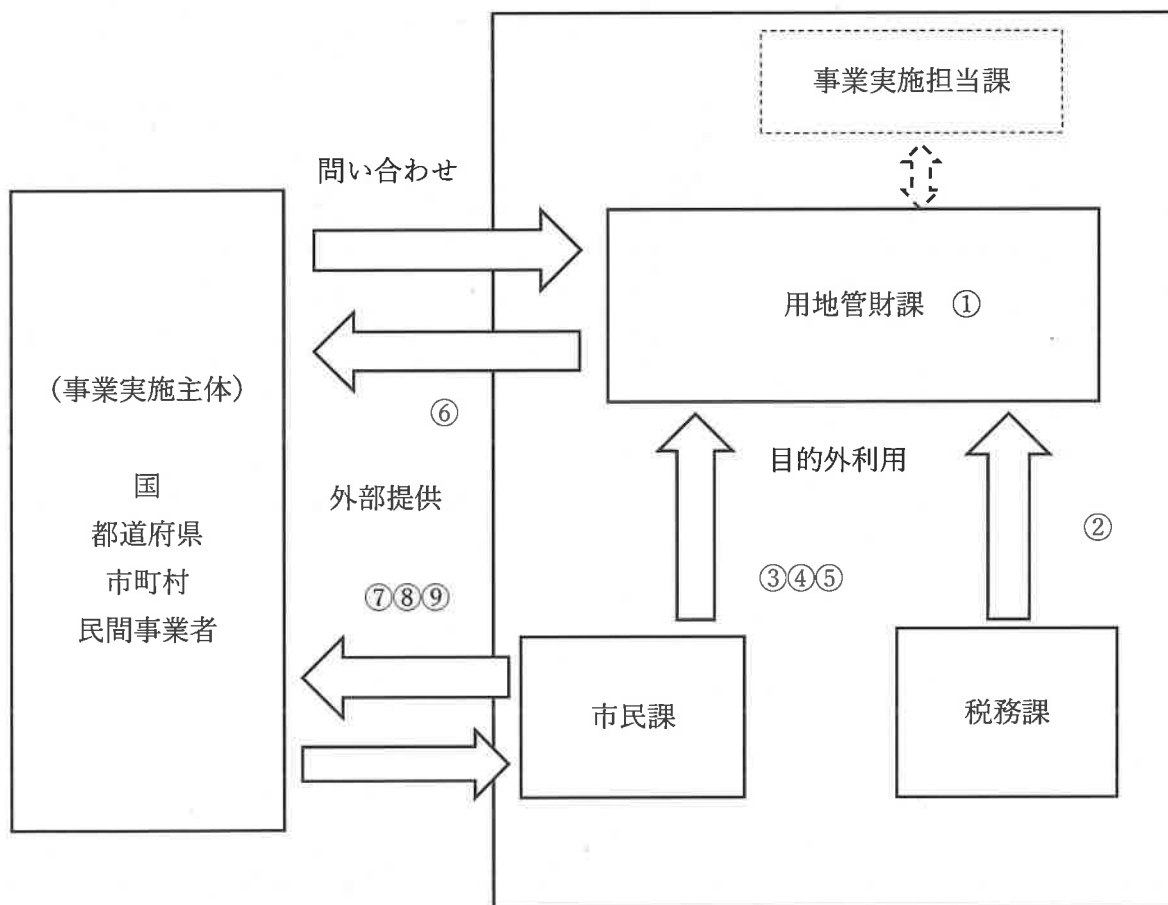 事業実施担当課
問い合わせ
用地管財課 ①
(事業実施主体)
国
都道府県
市町村
民間事業者
⑥
外部提供
⑦⑧⑨
目的外利用
②
③④⑤
市民課
税務課